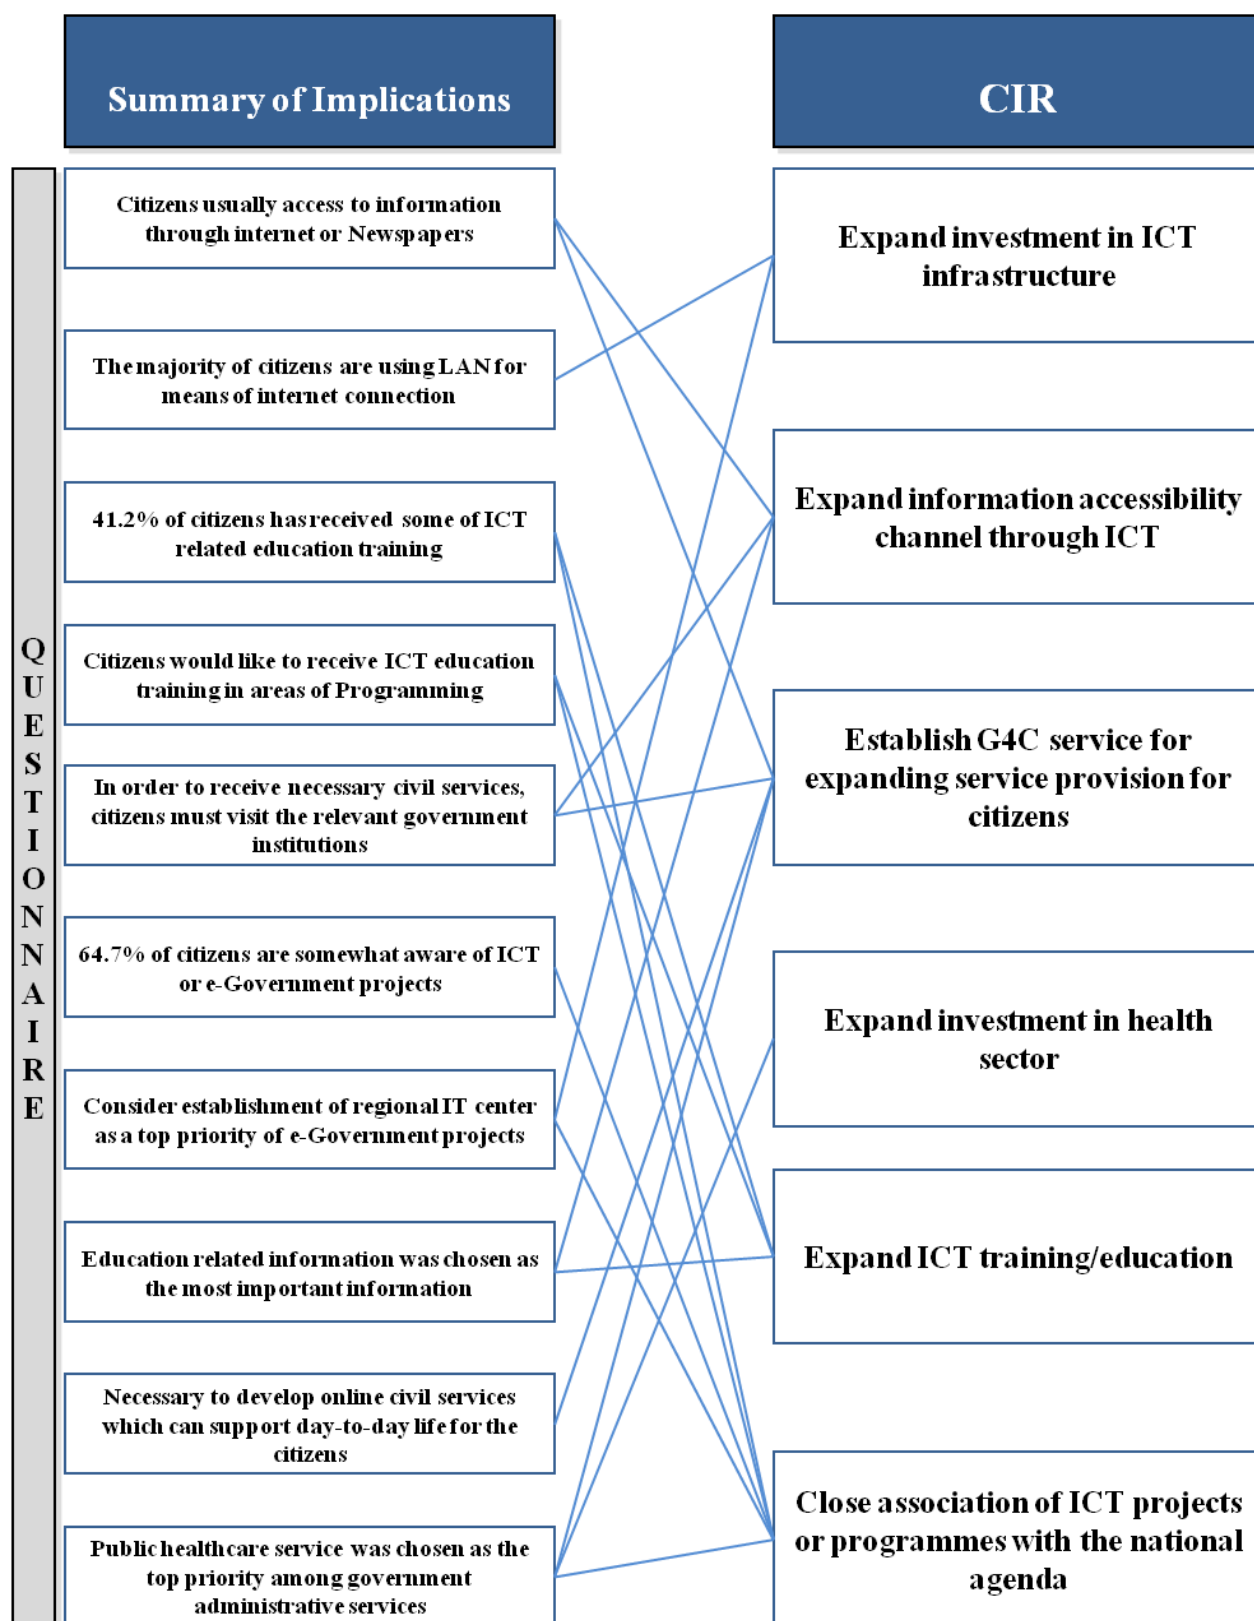 Summary of Implications
CIR
QUESTIONNAIRE
Citizens usually access to information
through internet or Newspapers
The majority of citizens are using LAN for
means of internet connection
41.2% of citizens has received some of ICT
related education training
Citizens would like to receive ICT education
training in areas of Programming
In order to receive necessary civil services,
citizens must visit the relevant government
institutions
64.7% of citizens are somewhat aware of ICT
or e-Government projects
Consider establishment of regional IT center
as a top priority of e-Government projects
Education related information was chosen as
the most important information
Necessary to develop online civil services
which can support day-to-day life for the
citizens
Public healthcare service was chosen as the
top priority among government
administrative services
Expand investment in ICT
infrastructure
Expand information accessibility
channel through ICT
Establish G4C service for
expanding service provision for
citizens
Expand investment in health
sector
Expand ICT training/education
Close association of ICT projects
or programmes with the national
agenda